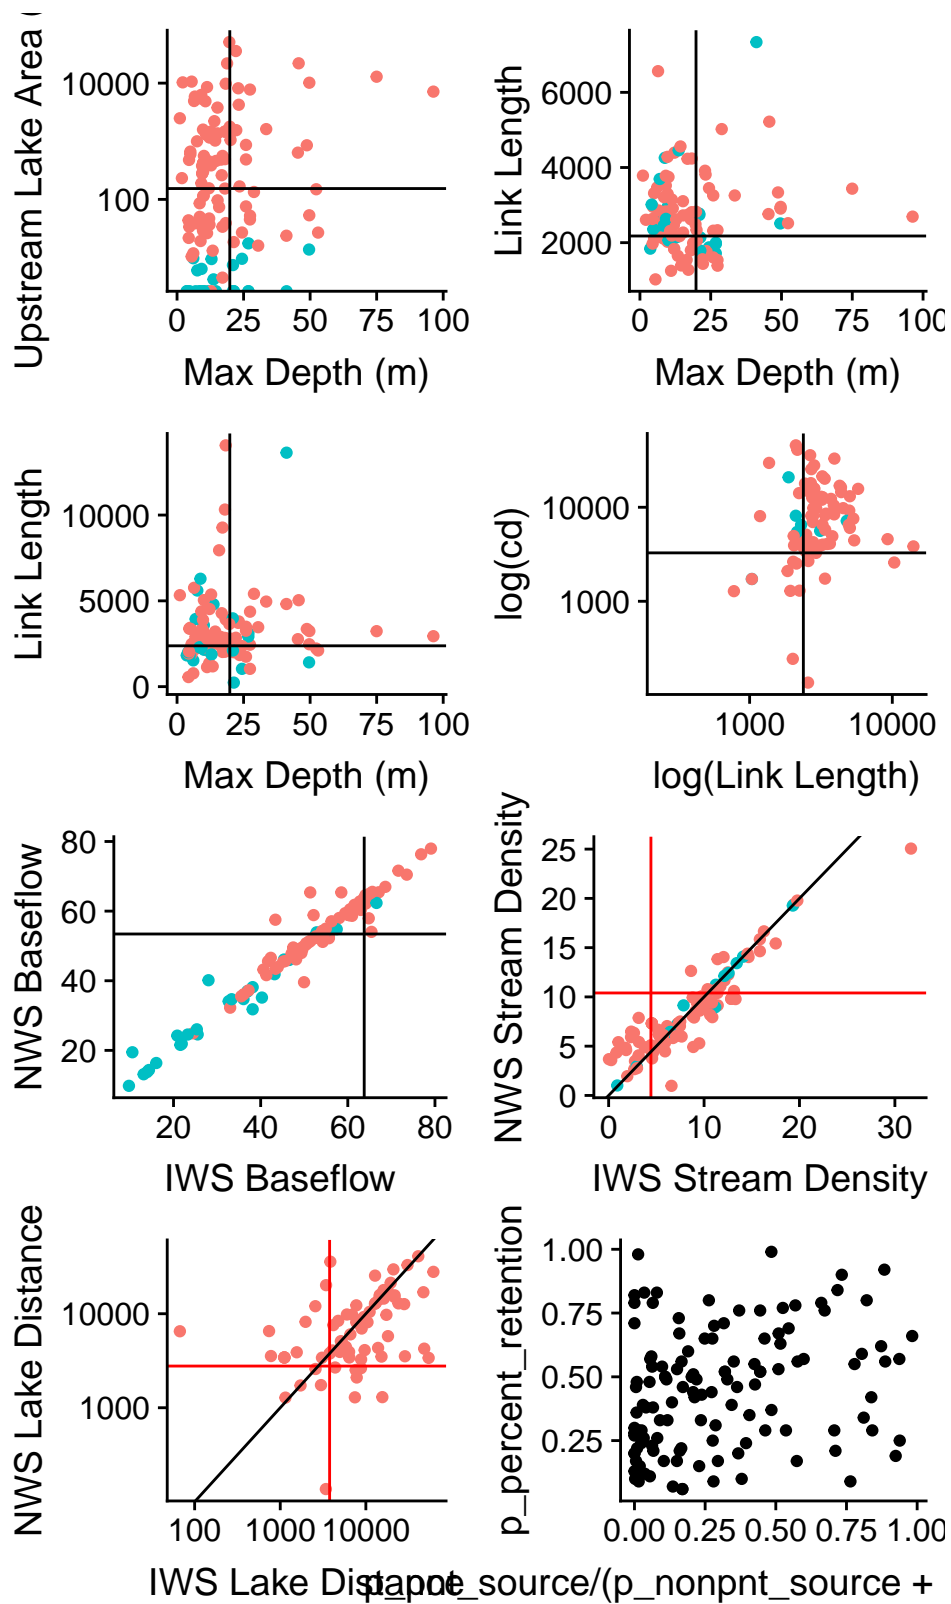 Upstream Lake Area (
10000
100
0 25 50 75 100
Max Depth (m)
Link Length
6000
4000
2000
0 25 50 75 100
Max Depth (m)
Link Length
10000
5000
0
0 25 50 75 100
Max Depth (m)
log(cd)
10000
1000
1000 10000
log(Link Length)
NWS Baseflow
80
60
40
20
20 40 60 80
IWS Baseflow
NWS Stream Density
25
20
15
10
5
0
0 10 20 30
IWS Stream Density
NWS Lake Distance
10000
1000
100 1000 10000
IWS Lake Distance
p_percent_retention
1.00
0.75
0.50
0.25
0.00 0.25 0.50 0.75 1.00
p_pnt_source/(p_nonpnt_source +